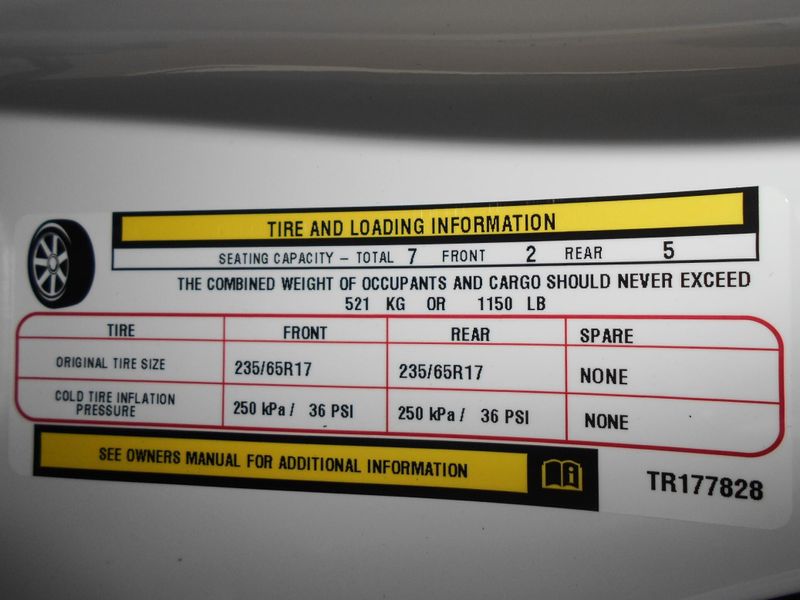 TIRE AND LOADING INFORMATION
SEATING CAPACITY – TOTAL 7 FRONT 2 REAR 5
THE COMBINED WEIGHT OF OCCUPANTS AND CARGO SHOULD NEVER EXCEED
521 KG OR 1150 LB
TIRE FRONT REAR SPARE
ORIGINAL TIRE SIZE 235/65R17 235/65R17 NONE
COLD TIRE INFLATION
PRESSURE 250 kPa / 36 PSI 250 kPa / 36 PSI NONE
SEE OWNERS MANUAL FOR ADDITIONAL INFORMATION
TR177828